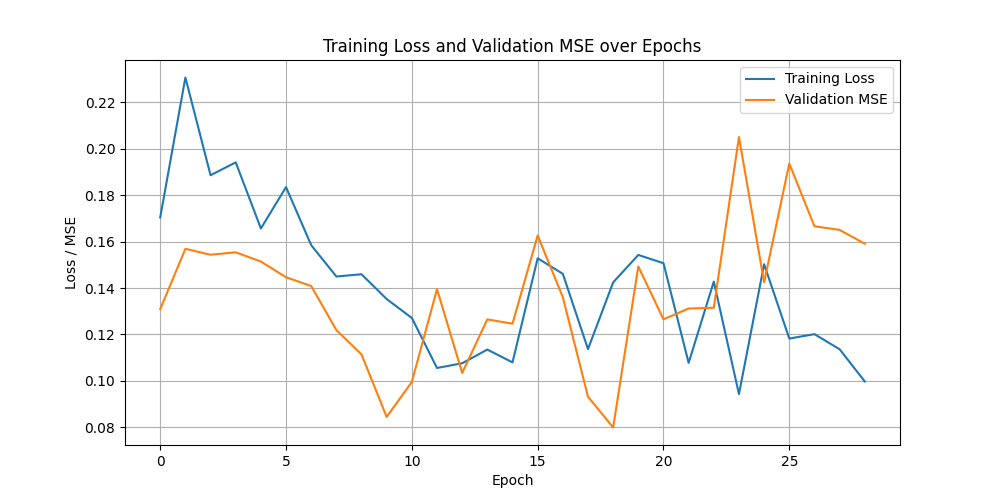 Training Loss and Validation MSE over Epochs
Training Loss
Validation MSE
0.22
0.20
0.18
0.16
0.14
0.12
0.10
0.08
Loss / MSE
0 5 10 15 20 25
Epoch